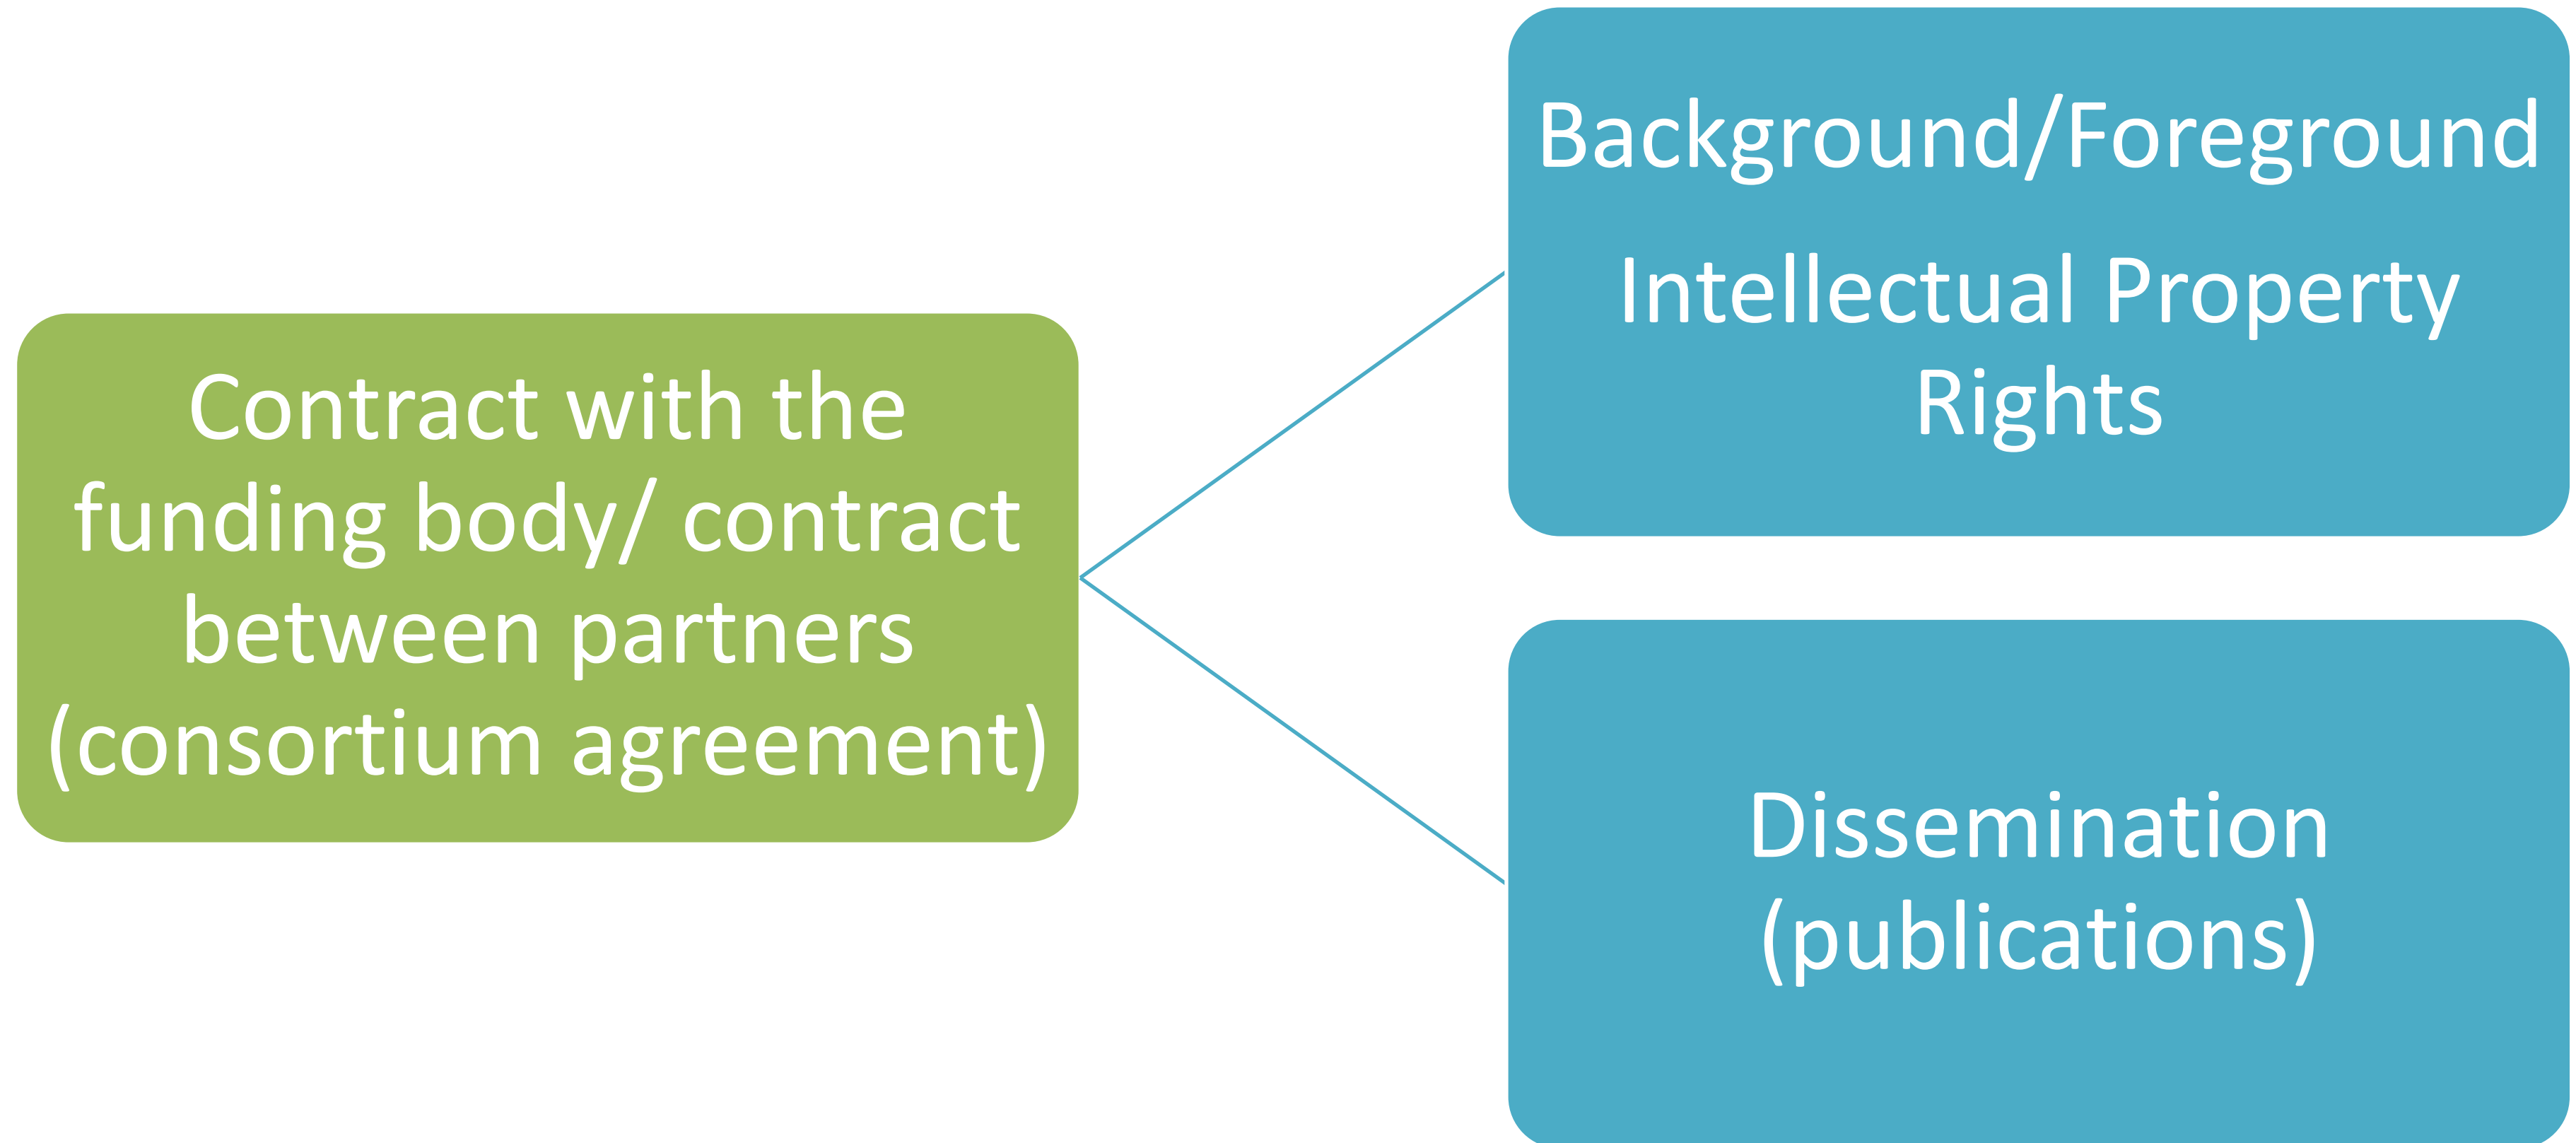 Contract with the
funding body/ contract
between partners
(consortium agreement)
Background/Foreground
Intellectual Property
Rights
Dissemination
(publications)